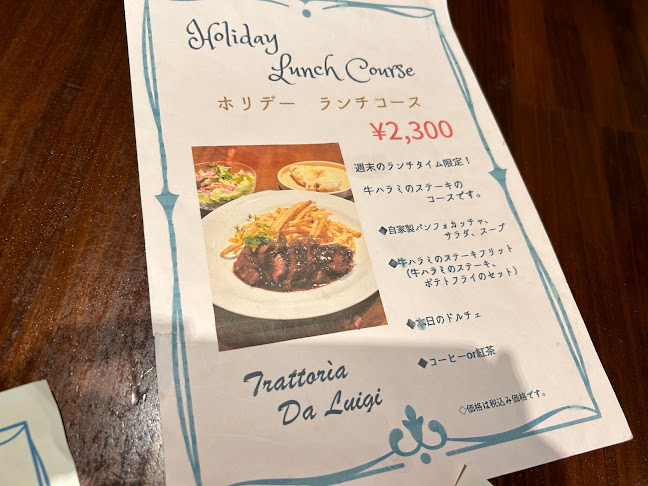 Holiday
Lunch Course
ホリデー ランチコース
¥2,300
週末のランチタイム限定！
牛ハラミのステーキの
コースです。
◆自家製パンフォカッチャ、
サラダ、スープ
◆牛ハラミのステーキフリット
(牛ハラミのステーキ、
ポテトフライのセット)
◆本日のドルチェ
◆コーヒーor紅茶
◇価格は税込み価格です。
Trattoria
Da Luigi